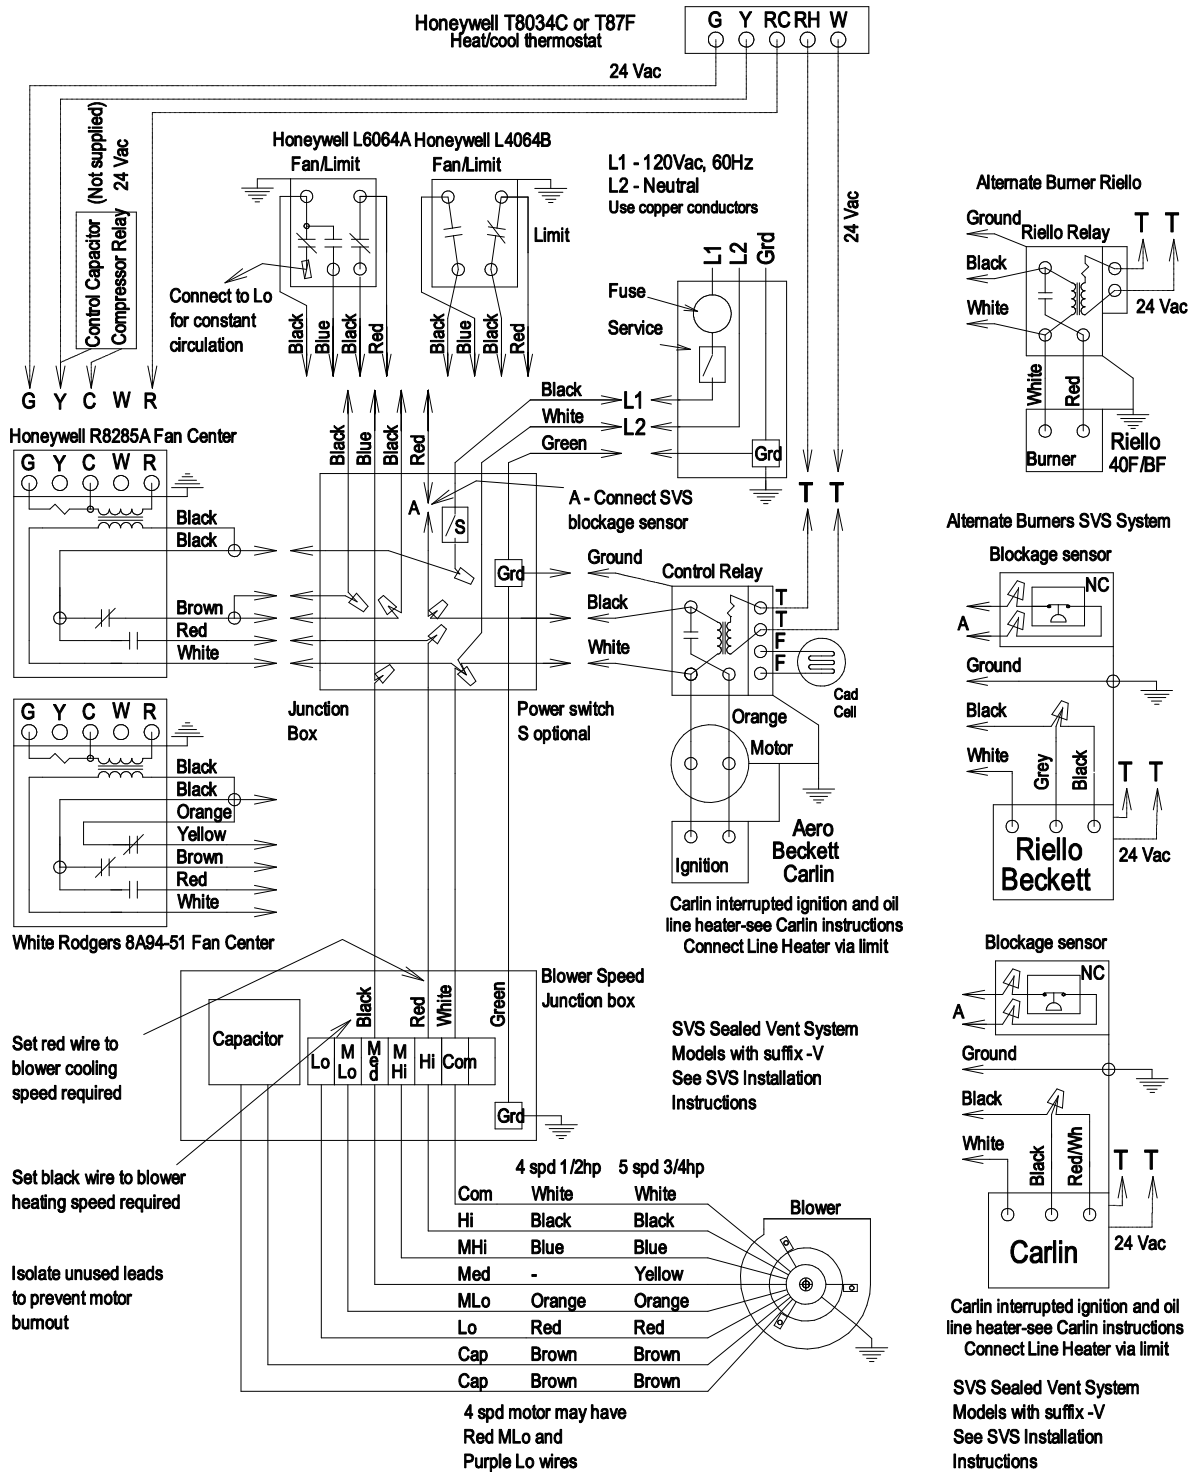 Honeywell T8034C or T87F
Heat/cool thermostat
G Y RC RH W
24 Vac
(Not supplied)
24 Vac
Control Capacitor
Compressor Relay
Honeywell L6064A
Fan/Limit
Honeywell L4064B
Fan/Limit
Limit
L1 - 120Vac, 60Hz
L2 - Neutral
Use copper conductors
24 Vac
L1
L2
Grd
Fuse
Service
Grd
Connect to Lo
for constant
circulation
Black
Blue
Black
Red
Black
Blue
Black
Red
G Y C W R
Honeywell R8285A Fan Center
G Y C W R
Black
Black
Brown
Red
White
Black
Blue
Black
Red
Black
White
Green
L1
L2
A
A - Connect SVS
blockage sensor
S
Grd
Ground
Black
White
Junction
Box
Power switch
S optional
T T
Control Relay
T
T
F
F
Cad
Cell
Orange
Motor
Ignition
Aero
Beckett
Carlin
Carlin interrupted ignition and oil
line heater-see Carlin instructions
Connect Line Heater via limit
G Y C W R
Black
Black
Orange
Yellow
Brown
Red
White
White Rodgers 8A94-51 Fan Center
Blower Speed
Junction box
Black
Red
White
Green
Capacitor
Lo
M
Lo
Med
M
Hi
Hi
Com
Grd
Set red wire to
blower cooling
speed required
Set black wire to blower
heating speed required
Isolate unused leads
to prevent motor
burnout
SVS Sealed Vent System
Models with suffix -V
See SVS Installation
Instructions
4 spd 1/2hp 5 spd 3/4hp
Com White White
Hi Black Black
MHi Blue Blue
Med - Yellow
MLo Orange Orange
Lo Red Red
Cap Brown Brown
Cap Brown Brown
Blower
4 spd motor may have
Red MLo and
Purple Lo wires
Alternate Burner Riello
Ground
Black
White
Riello Relay
T T
24 Vac
White
Red
Burner
Riello
40F/BF
Alternate Burners SVS System
Blockage sensor
NC
A
Ground
Black
White
Grey
Black
T T
24 Vac
Riello
Beckett
Blockage sensor
NC
A
Ground
Black
White
Black
Red/Wh
T T
24 Vac
Carlin
Carlin interrupted ignition and oil
line heater-see Carlin instructions
Connect Line Heater via limit
SVS Sealed Vent System
Models with suffix -V
See SVS Installation
Instructions